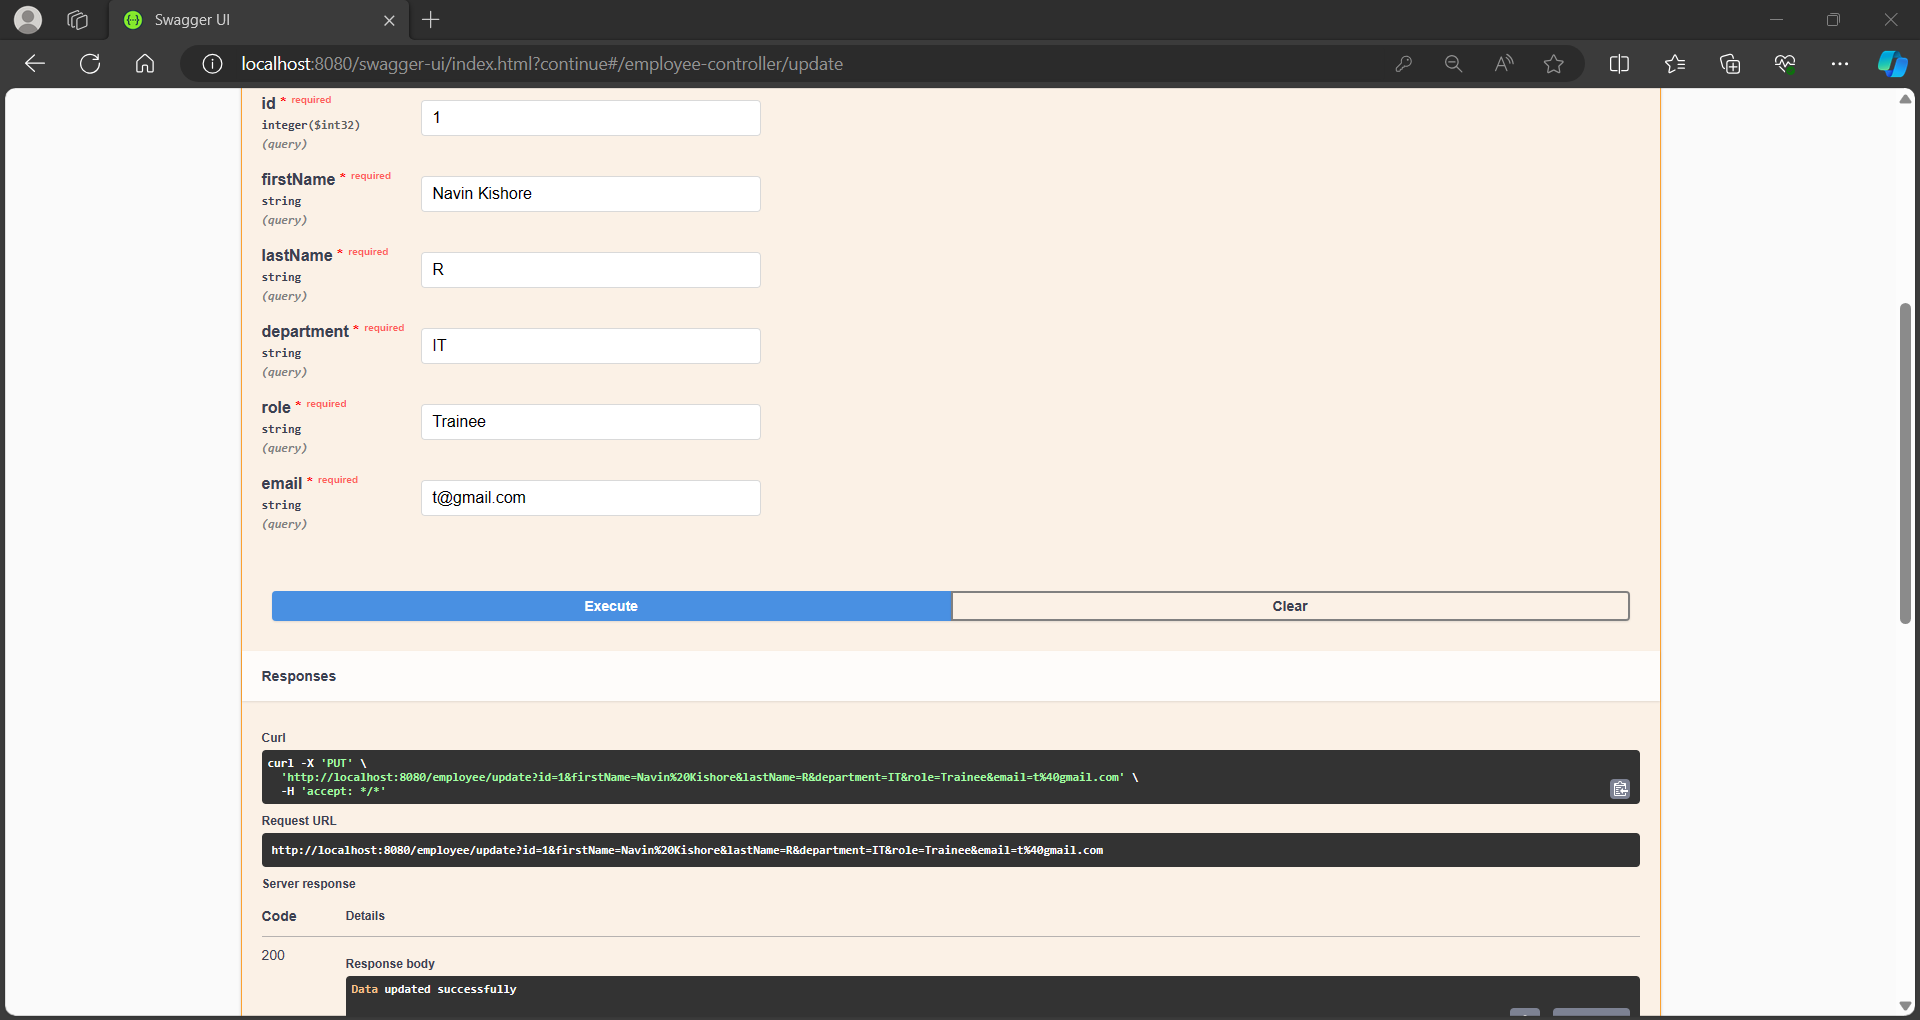 Swagger UI
localhost:8080/swagger-ui/index.html?continue#/employee-controller/update
id * required
integer($int32)
(query)
1
firstName * required
string
(query)
Navin Kishore
lastName * required
string
(query)
R
department * required
string
(query)
IT
role * required
string
(query)
Trainee
email * required
string
(query)
t@gmail.com
Execute
Clear
Responses
Curl
curl -X 'PUT' \
'http://localhost:8080/employee/update?id=1&firstName=Navin%20Kishore&lastName=R&department=IT&role=Trainee&email=t%40gmail.com' \
-H 'accept: */*'
Request URL
http://localhost:8080/employee/update?id=1&firstName=Navin%20Kishore&lastName=R&department=IT&role=Trainee&email=t%40gmail.com
Server response
Code Details
200
Response body
Data updated successfully